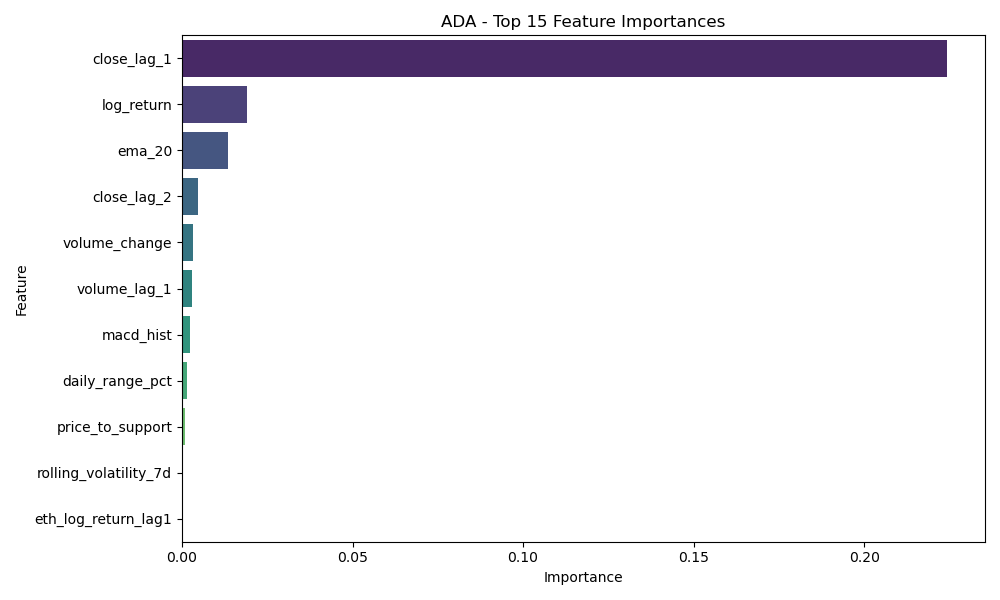 ADA - Top 15 Feature Importances
close_lag_1
log_return
ema_20
close_lag_2
volume_change
volume_lag_1
macd_hist
daily_range_pct
price_to_support
rolling_volatility_7d
eth_log_return_lag1
Feature
0.00 0.05 0.10 0.15 0.20
Importance